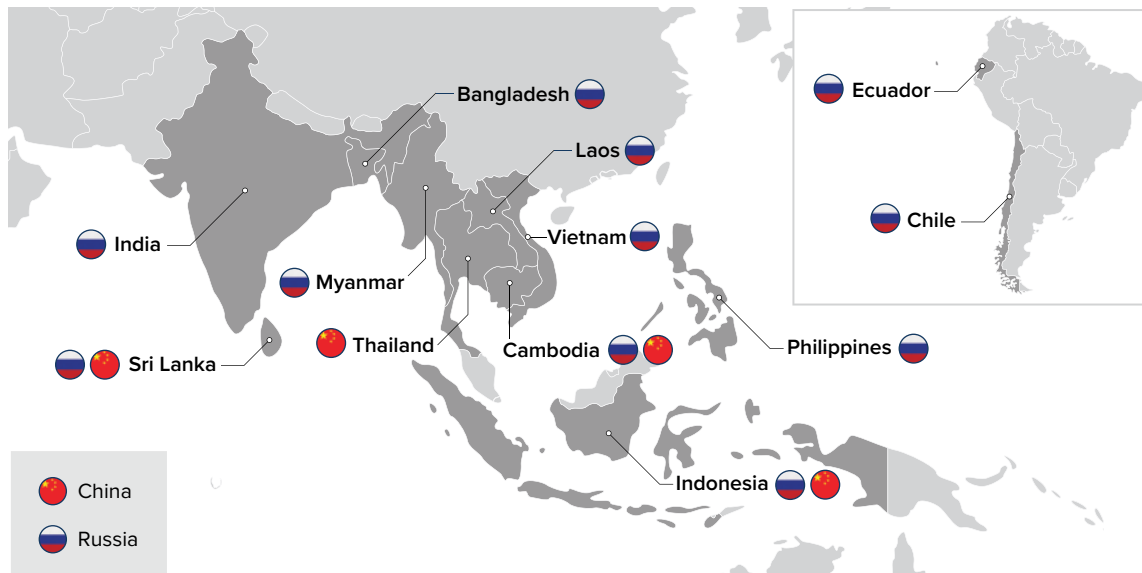 Bangladesh
Ecuador
Laos
Chile
Vietnam
India
Myanmar
Thailand
Cambodia
Philippines
Sri Lanka
Indonesia
China
Russia